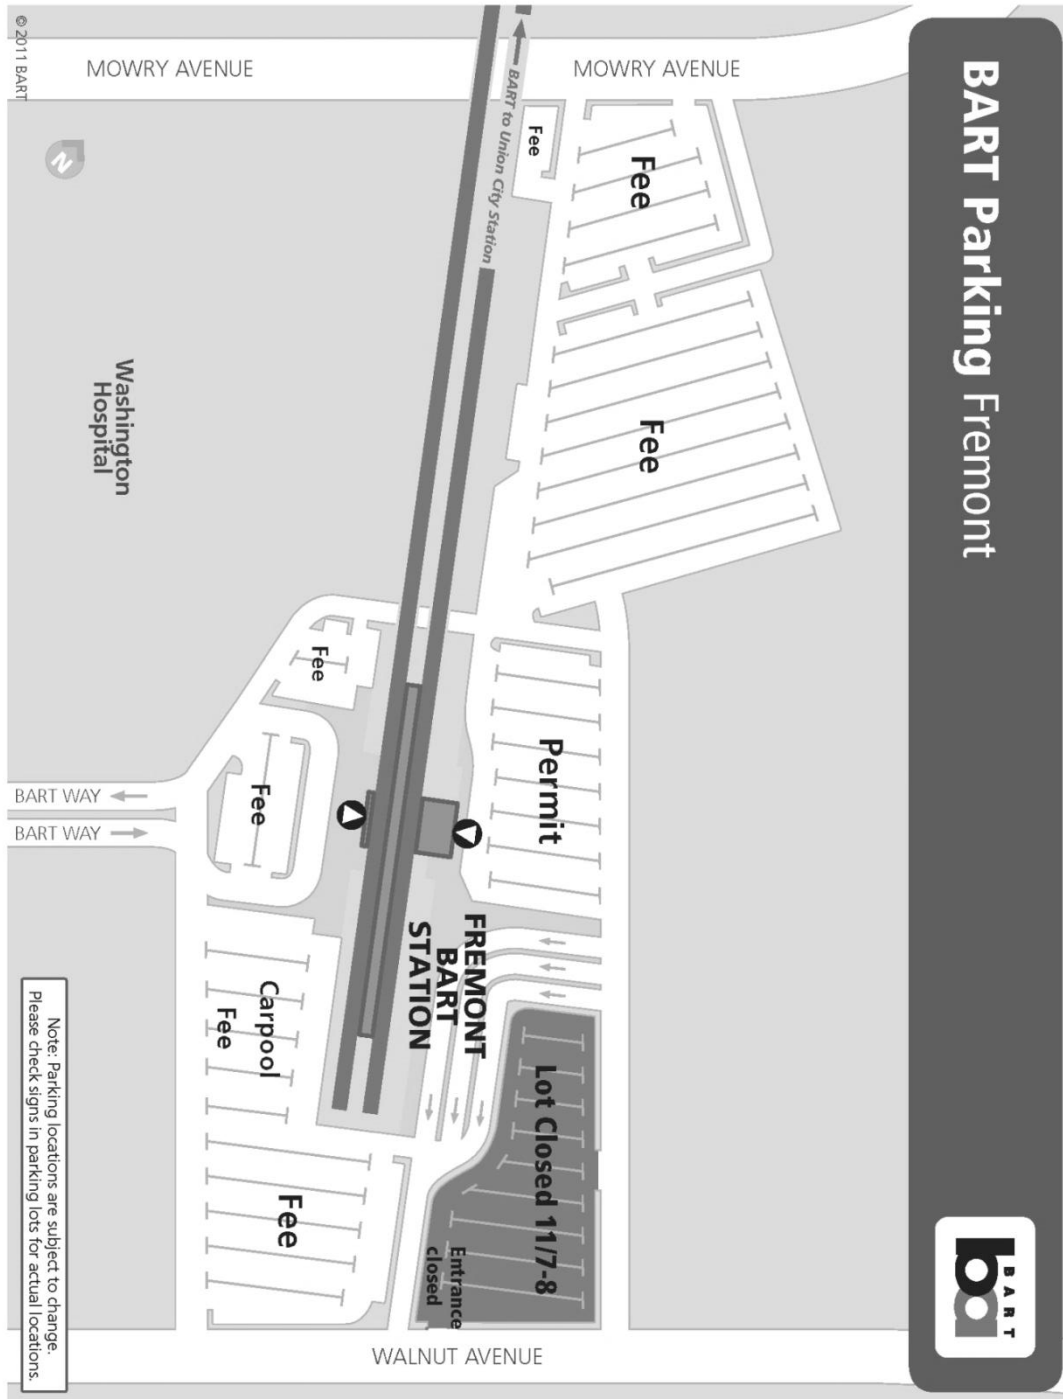 BART Parking Fremont
BART
ba
MOWRY AVENUE
MOWRY AVENUE
BART to Union City Station
Fee
Fee
Fee
Washington
Hospital
N
Fee
Fee
Permit
BART WAY
BART WAY
FREMONT
BART
STATION
Carpool
Fee
Fee
Lot Closed 11/7-8
Entrance
closed
WALNUT AVENUE
Note: Parking locations are subject to change.
Please check signs in parking lots for actual locations.
© 2011 BART